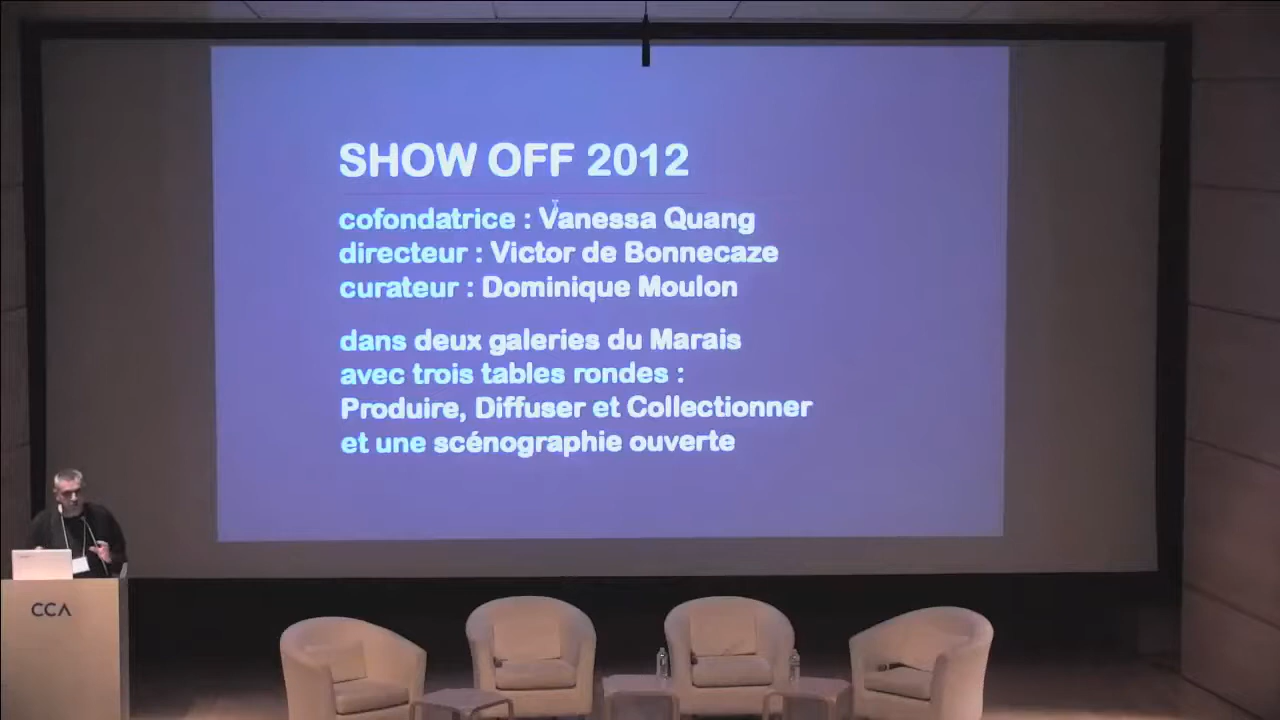 SHOW OFF 2012
cofondatrice : Vanessa Quang
directeur : Victor de Bonnecaze
curateur : Dominique Moulon
dans deux galeries du Marais
avec trois tables rondes :
Produire, Diffuser et Collectionner
et une scénographie ouverte
CCA